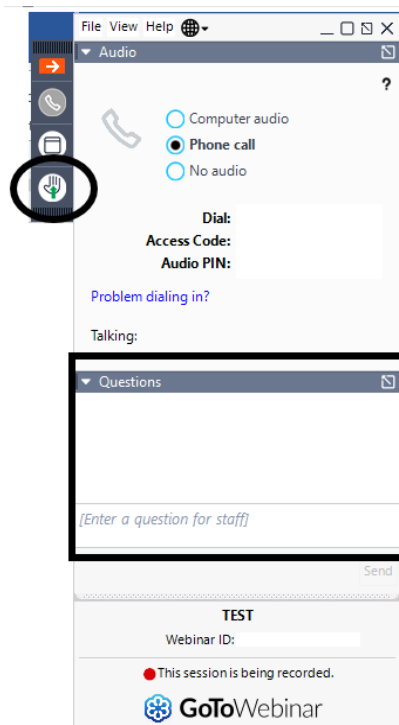 File View Help
Audio
?
Computer audio
Phone call
No audio
Dial:
Access Code:
Audio PIN:
Problem dialing in?
Talking:
Questions
[Enter a question for staff]
Send
TEST
Webinar ID:
This session is being recorded.
GoToWebinar